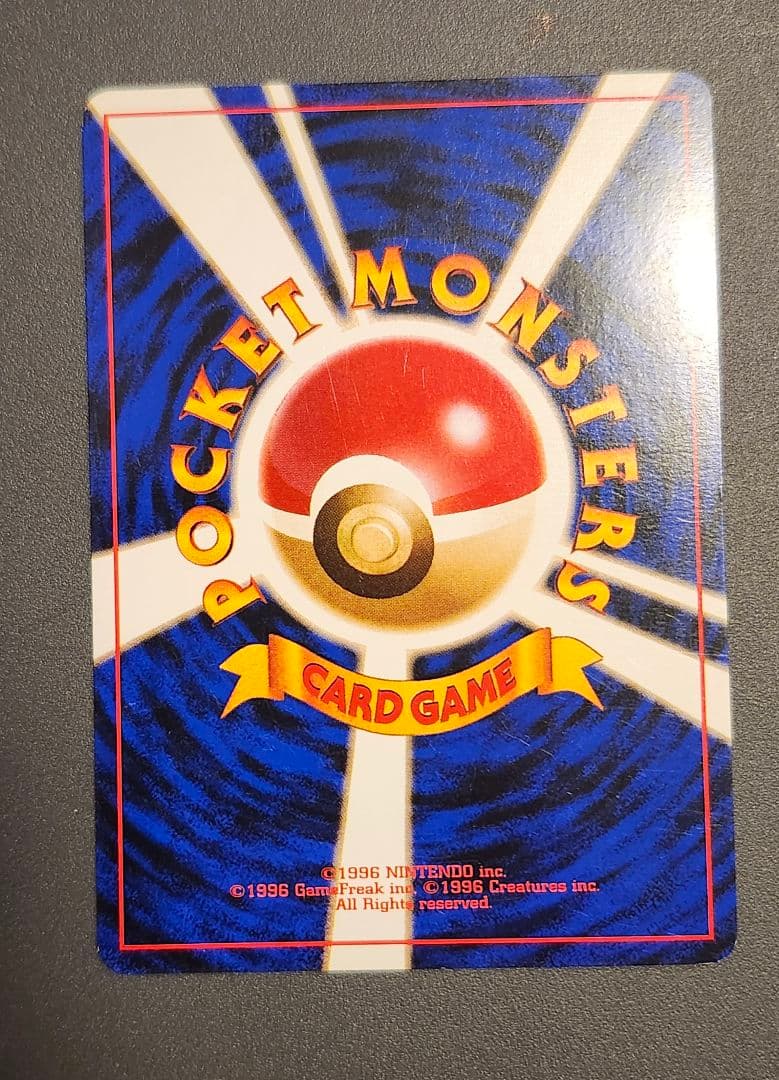 POCKET MONSTERS
CARD GAME
©1996 NINTENDO inc.
©1996 GameFreak inc. ©1996 Creatures inc.
All Rights reserved.